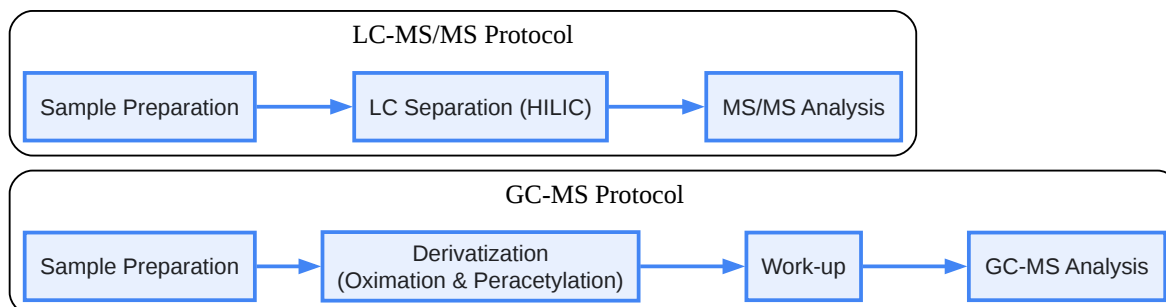 LC-MS/MS Protocol
Sample Preparation
LC Separation (HILIC)
MS/MS Analysis
GC-MS Protocol
Sample Preparation
Derivatization
(Oximation & Peracetylation)
Work-up
GC-MS Analysis